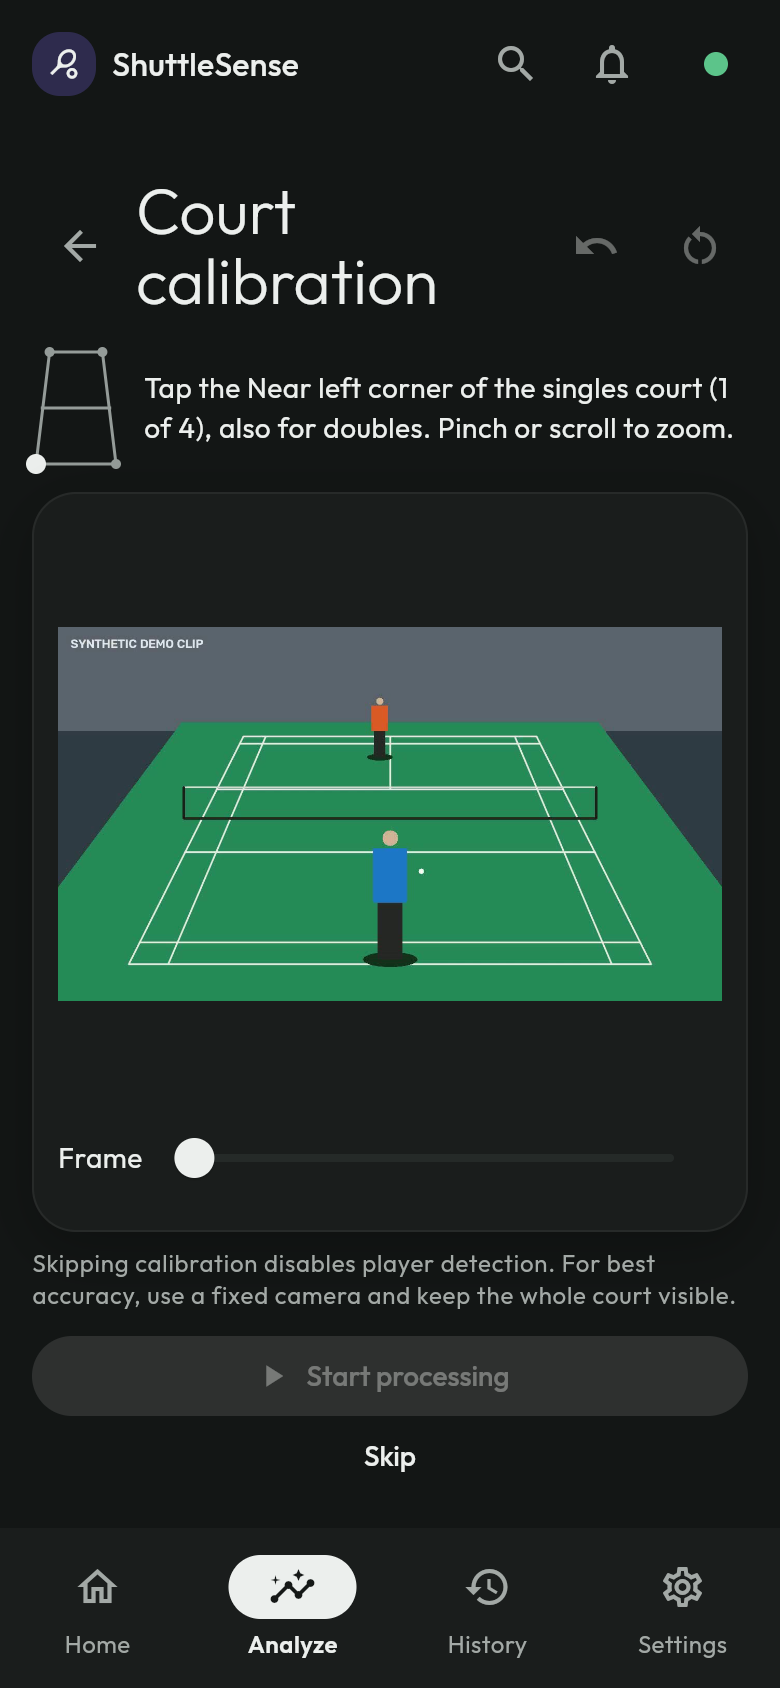 ShuttleSense
Court
calibration
Tap the Near left corner of the singles court (1
of 4), also for doubles. Pinch or scroll to zoom.
SYNTHETIC DEMO CLIP
Frame
Skipping calibration disables player detection. For best
accuracy, use a fixed camera and keep the whole court visible.
Start processing
Skip
Home
Analyze
History
Settings